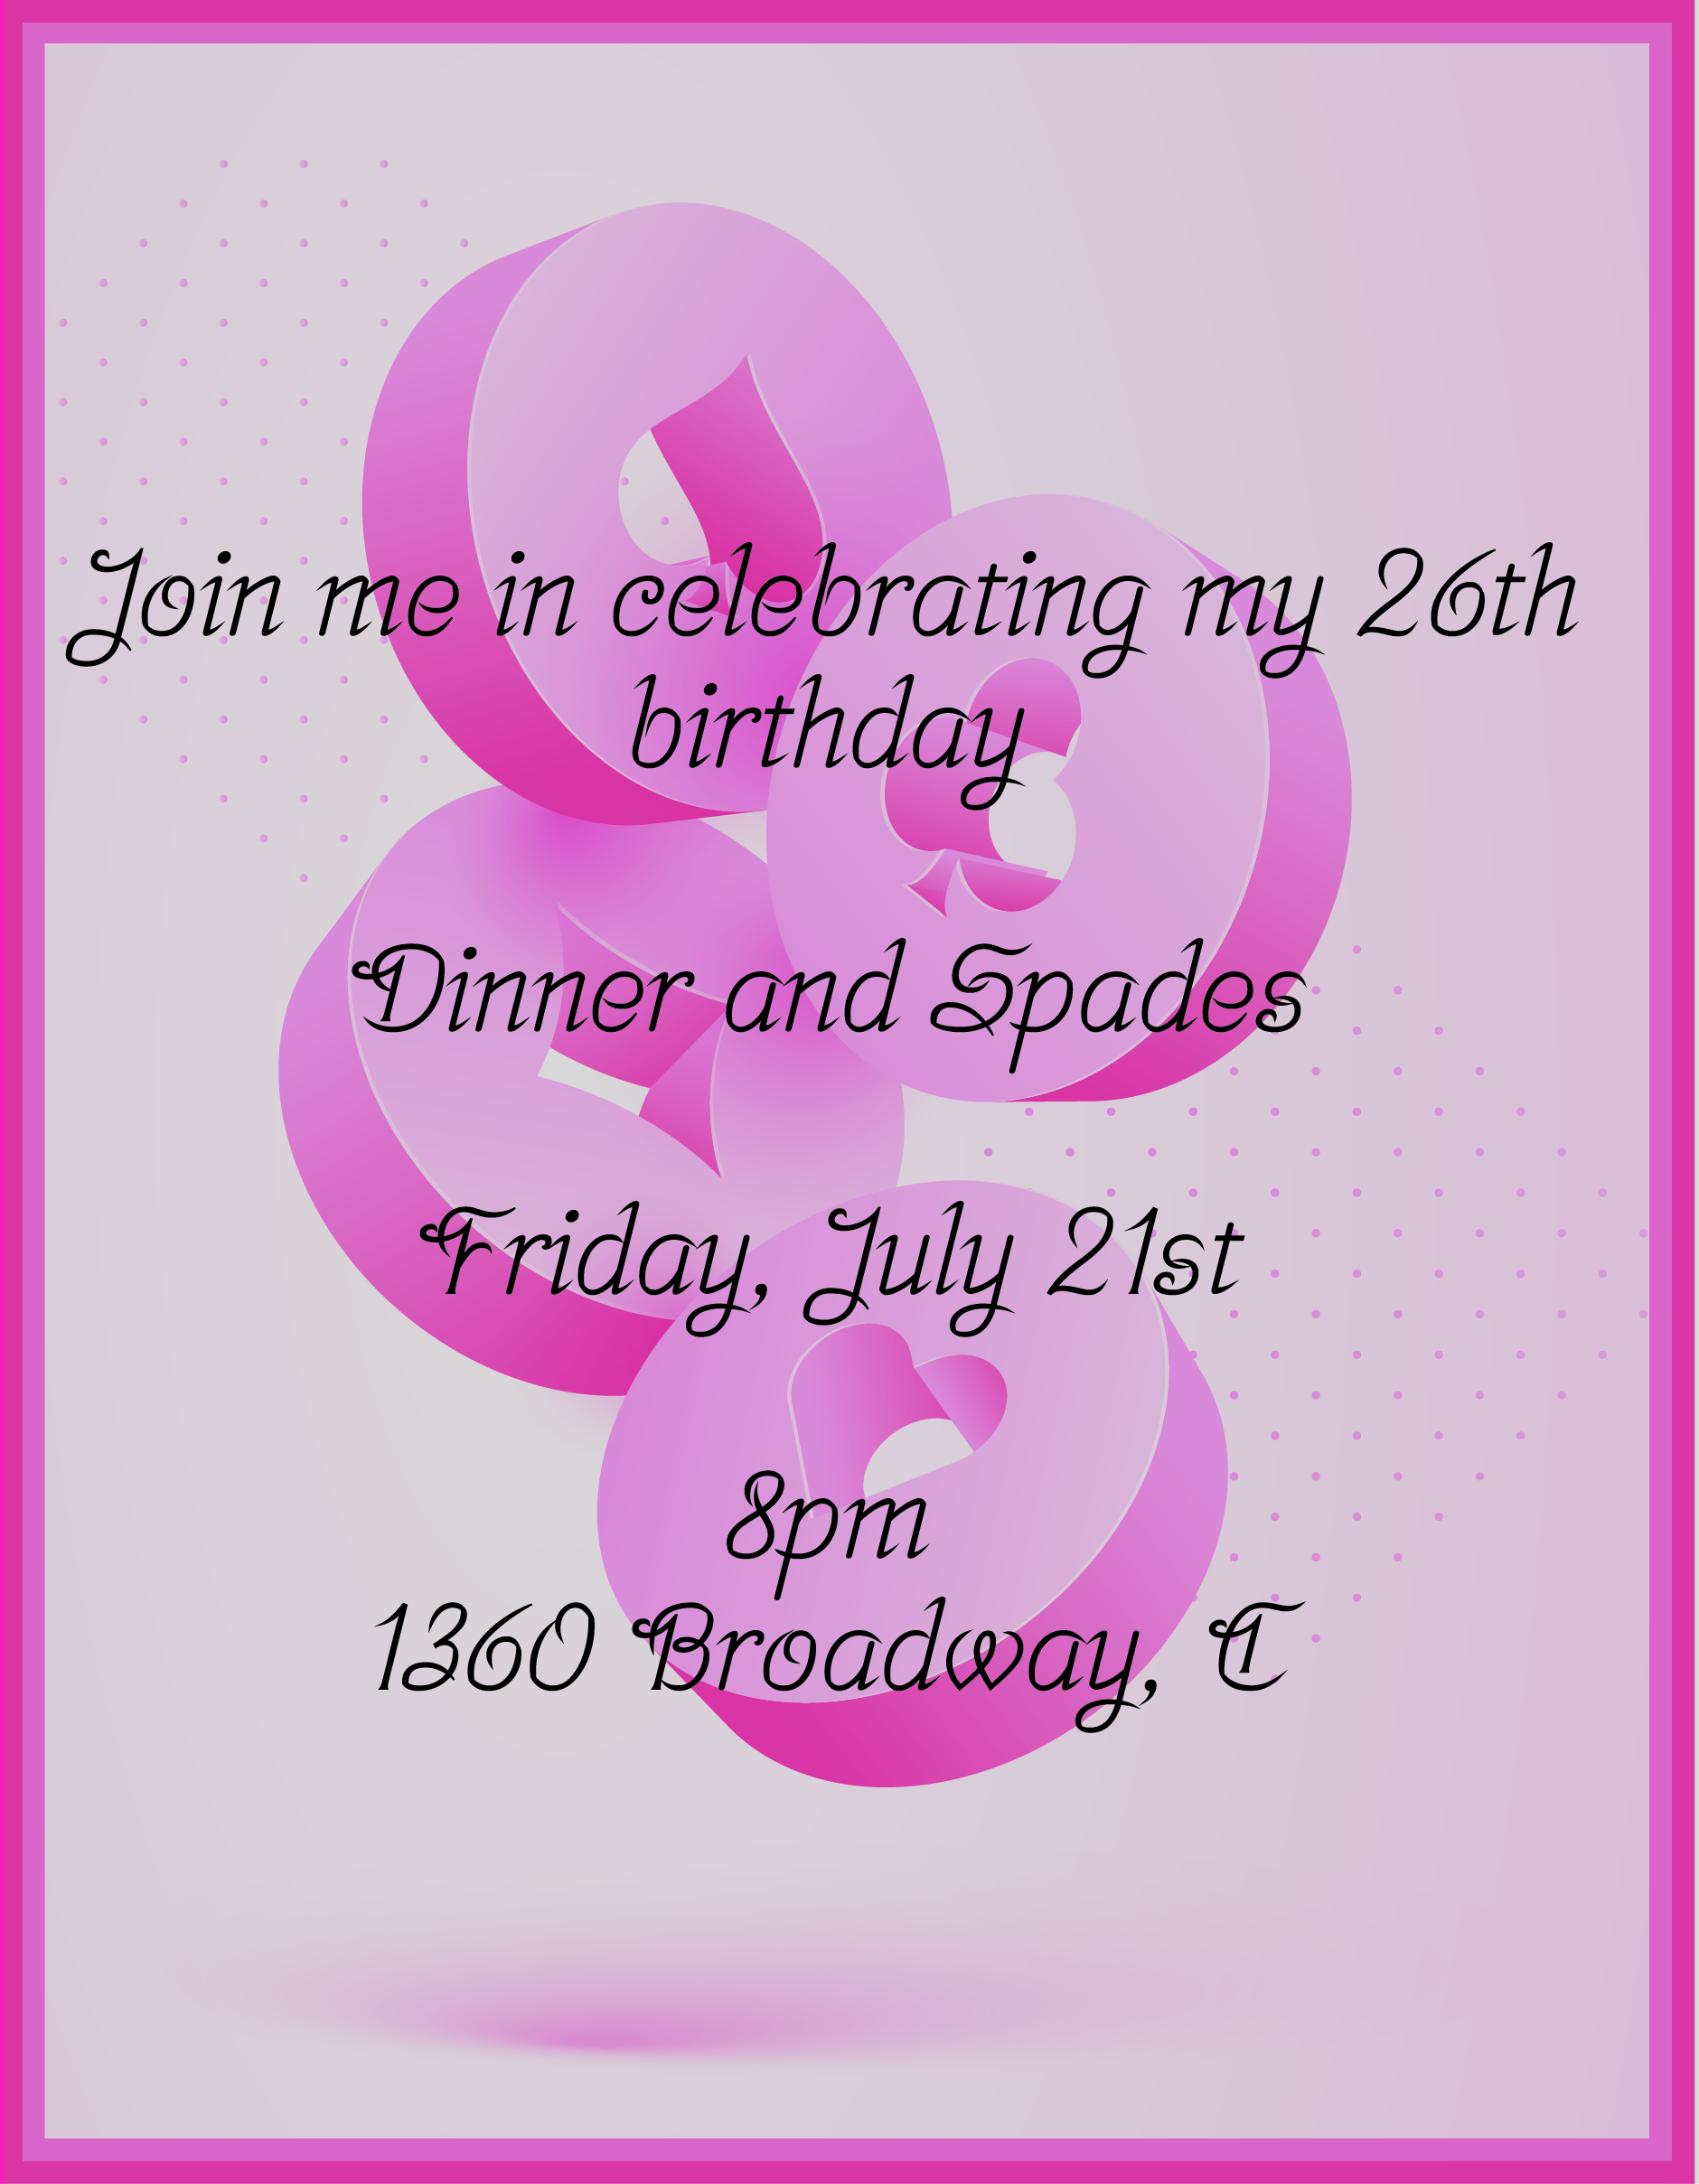 Join me in celebrating my 26th
birthday
Dinner and Spades
Friday, July 21st
8pm
1360 Broadway,